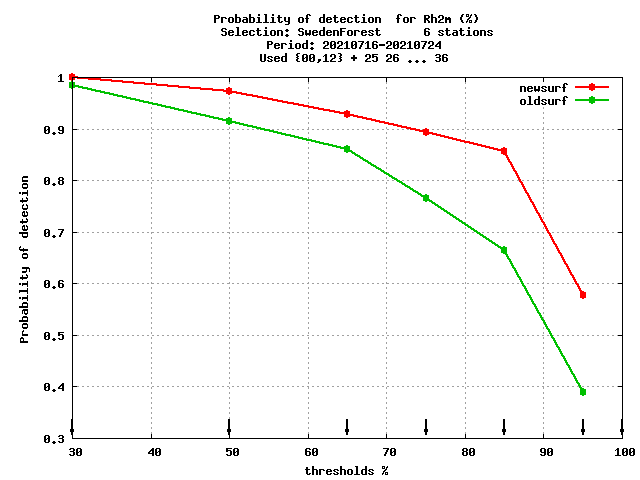 Probability of detection  for Rh2m (%)
Selection: SwedenForest      6 stations
Period: 20210716-20210724
Used {00,12} + 25 26 ... 36
newsurf
oldsurf
1
0.9
0.8
0.7
0.6
0.5
0.4
0.3
Probability of detection
30 40 50 60 70 80 90 100
thresholds %